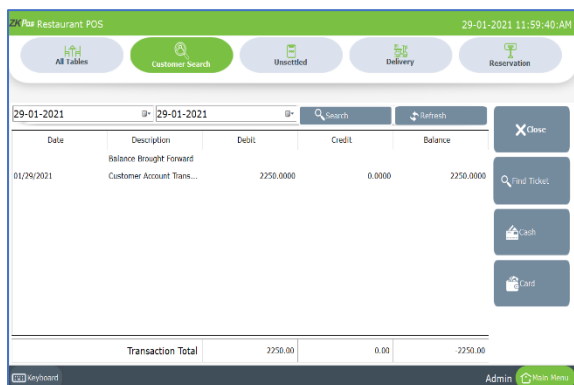 ZKPos Restaurant POS 29-01-2021 11:59:40:AM
All Tables Customer Search Unsettled Delivery Reservation
29-01-2021 29-01-2021 Search Refresh
Close
Date Description Debit Credit Balance
Balance Brought Forward
01/29/2021 Customer Account Trans... 2250.0000 0.0000 2250.0000
Find Ticket
Cash
Card
Transaction Total 2250.00 0.00 -2250.00
Keyboard Admin Main Menu